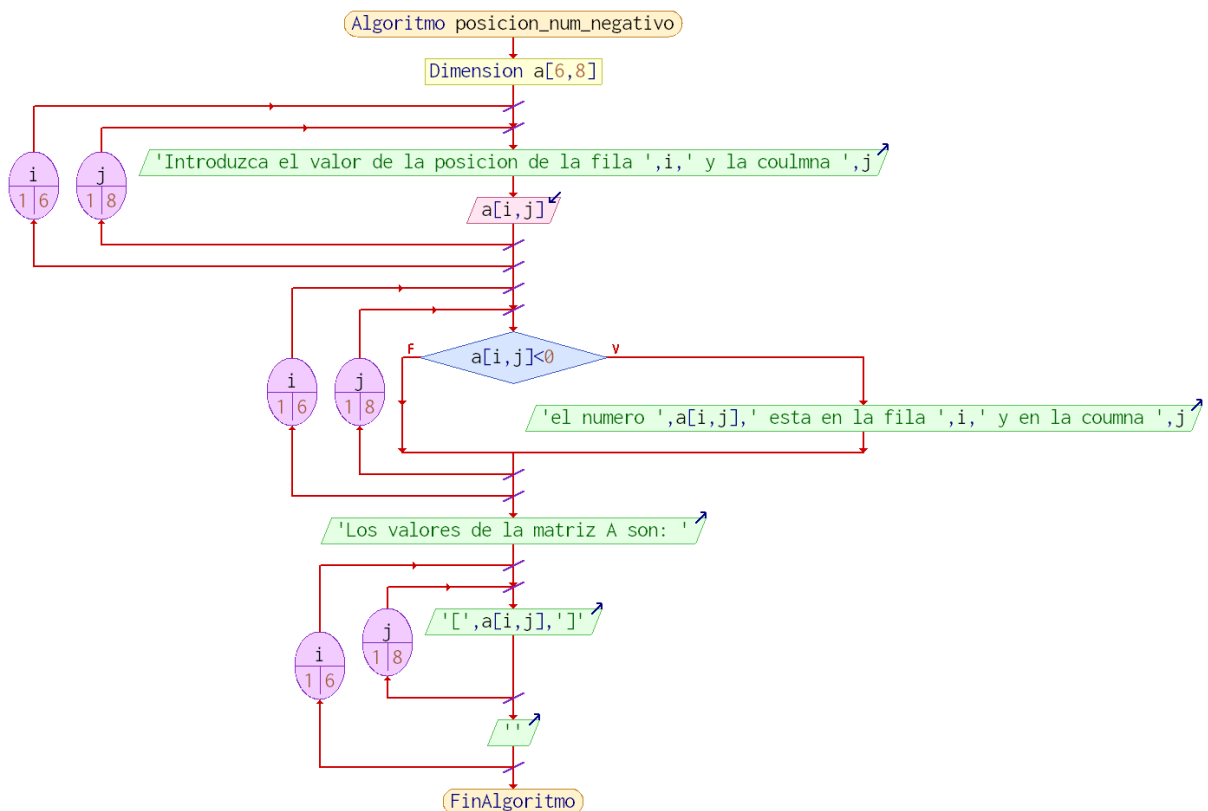 Algoritmo posicion_num_negativo
Dimension a[6,8]
i
1 6
j
1 8
'Introduzca el valor de la posicion de la fila ',i,' y la coulmna ',j
a[i,j]
i
1 6
j
1 8
F
a[i,j]<0
V
'el numero ',a[i,j],' esta en la fila ',i,' y en la coumna ',j
'Los valores de la matriz A son: '
i
1 6
j
1 8
'[',a[i,j],']'
''
FinAlgoritmo